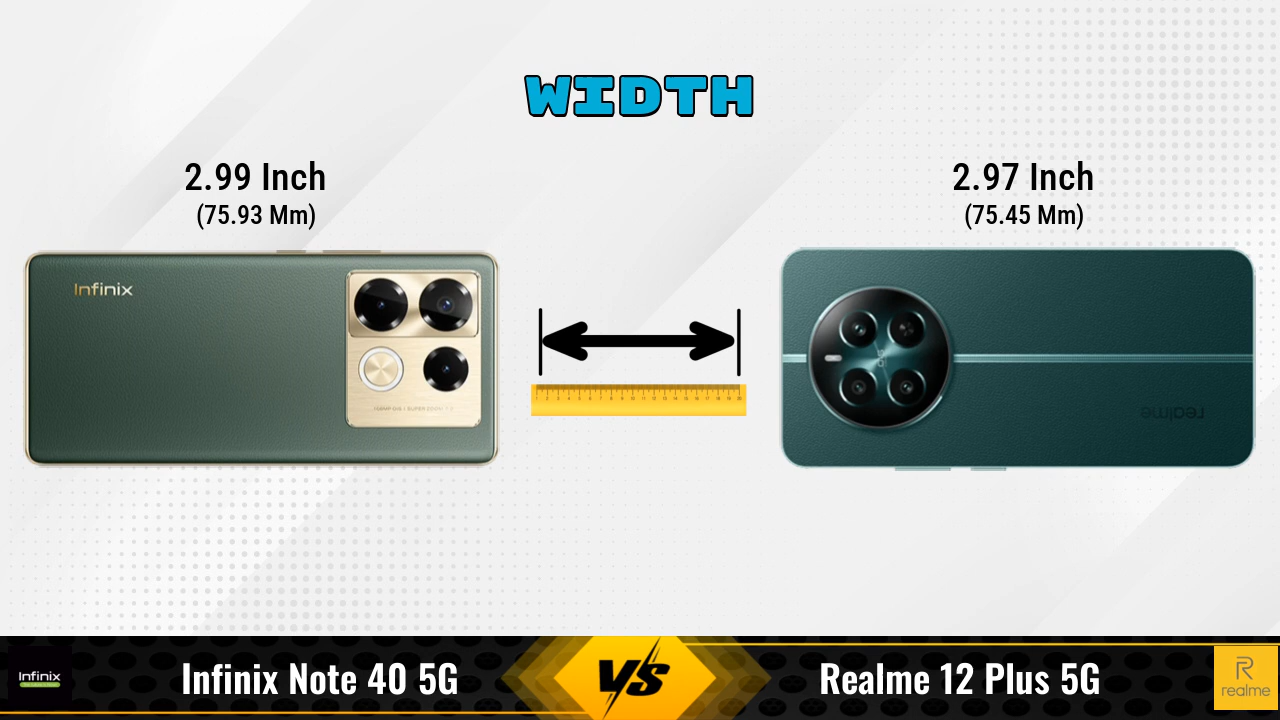 WIDTH
2.99 Inch
(75.93 Mm)
2.97 Inch
(75.45 Mm)
Infinix
realme
Infinix
Infinix Note 40 5G
VS
Realme 12 Plus 5G
R
realme